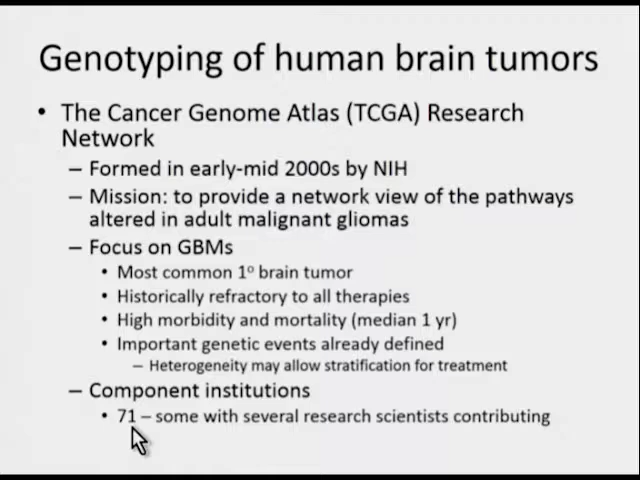 Genotyping of human brain tumors
• The Cancer Genome Atlas (TCGA) Research
Network
– Formed in early-mid 2000s by NIH
– Mission: to provide a network view of the pathways
altered in adult malignant gliomas
– Focus on GBMs
• Most common 1° brain tumor
• Historically refractory to all therapies
• High morbidity and mortality (median 1 yr)
• Important genetic events already defined
– Heterogeneity may allow stratification for treatment
– Component institutions
• 71 – some with several research scientists contributing